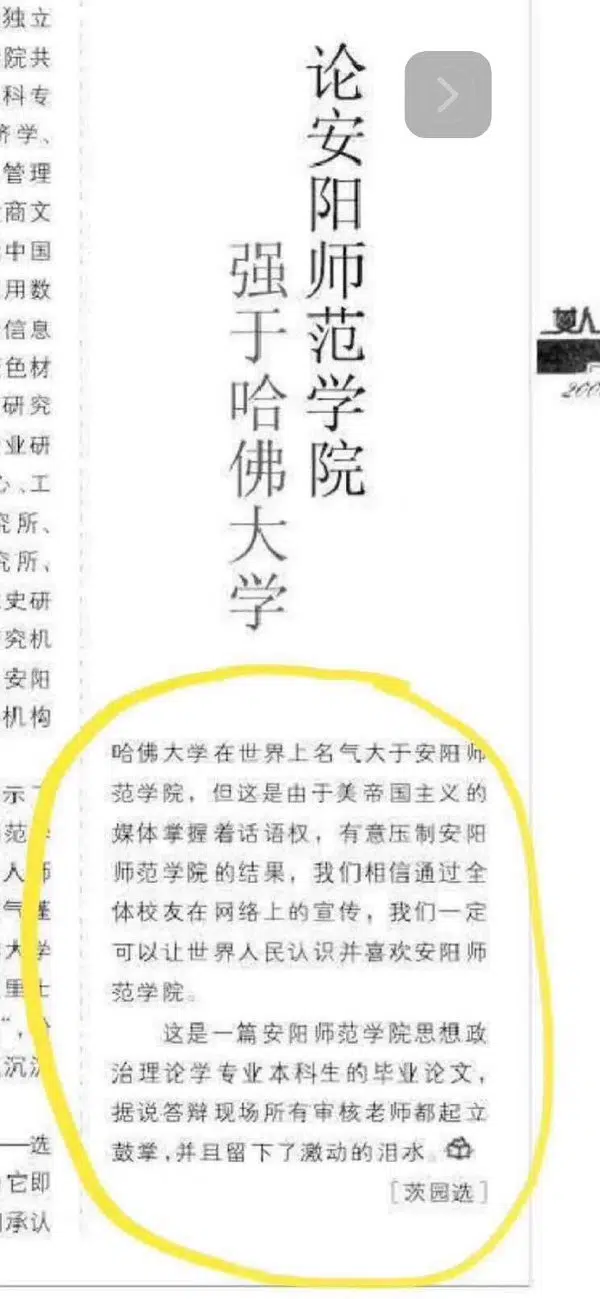 独立
院共
科专
济学、
管理
商文
中国
用数
信息
色材
研究
业研
心、工
究所、
究所、
史研
究机
安阳
机构
示
范
人师
气
大学
里士
沉
选
它即
承认
论安阳师范学院
强于哈佛大学
哈佛大学在世界上名气大于安阳师
范学院，但这是由于美帝国主义的
媒体掌握着话语权，有意压制安阳
师范学院的结果，我们相信通过全
体校友在网络上的宣传，我们一定
可以让世界人民认识并喜欢安阳师
范学院。
这是一篇安阳师范学院思想政
治理论学专业本科生的毕业论文，
据说答辩现场所有审核老师都起立
鼓掌，并且留下了激动的泪水。
［茨园选］